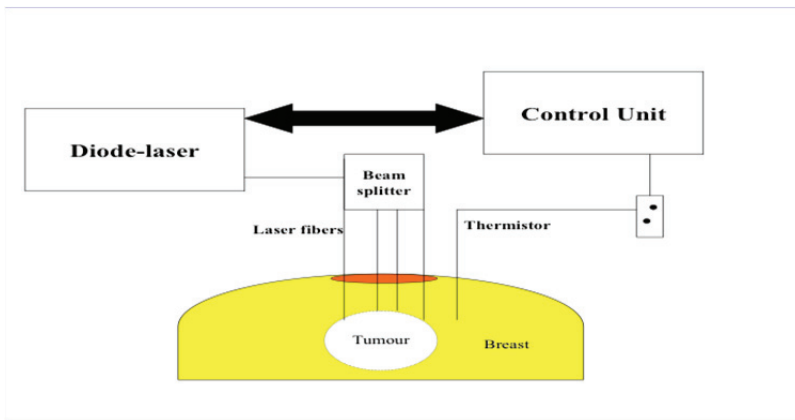 Control Unit
Diode-laser
Beam
splitter
Laser fibers
Thermistor
Tumour
Breast